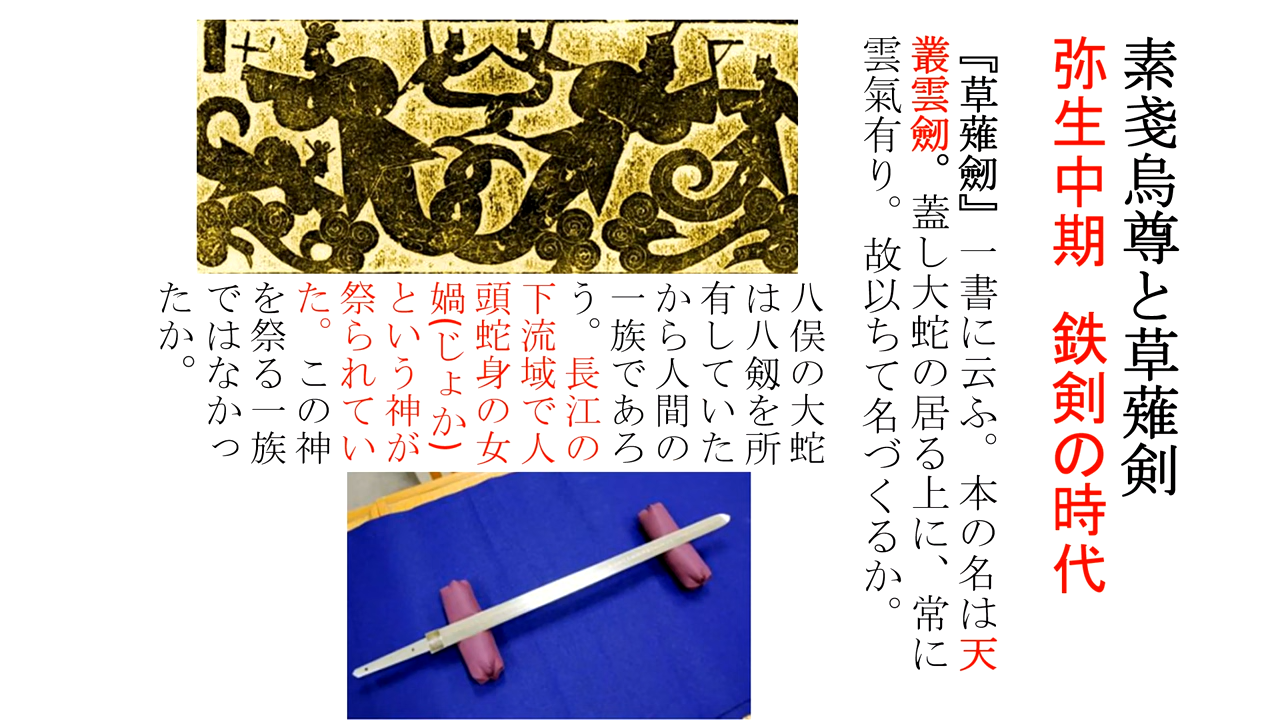 素戔烏尊と草薙剣
弥生中期　鉄剣の時代
『草薙劒』一書に云ふ。本の名は天
叢雲劒。蓋し大蛇の居る上に、常に
雲氣有り。故以ちて名づくるか。
八俣の大蛇
は八剱を所
有していた
から人間の
一族であろ
う。長江の
下流域で人
頭蛇身の女
媧(じょか)
という神が
祭られてい
た。この神
を祭る一族
ではなかっ
たか。